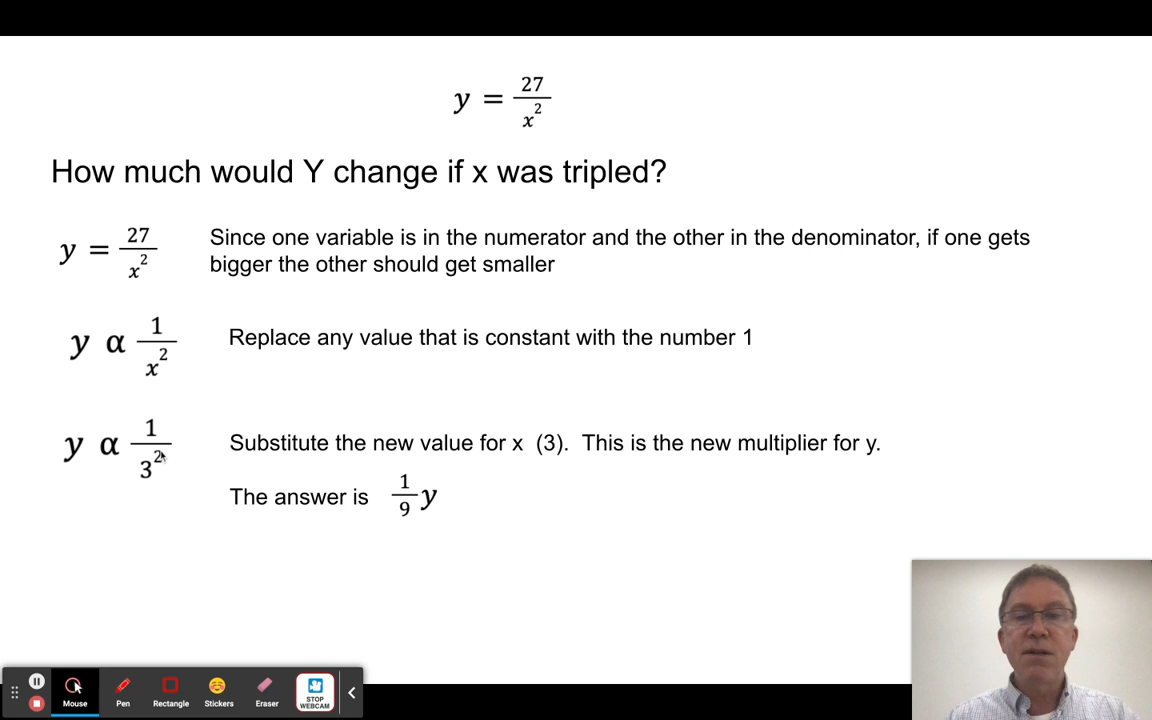 y = 27/x²
How much would Y change if x was tripled?
y = 27/x²
Since one variable is in the numerator and the other in the denominator, if one gets
bigger the other should get smaller
y α 1/x²
Replace any value that is constant with the number 1
y α 1/3²
Substitute the new value for x (3). This is the new multiplier for y.
The answer is 1/9 y
Mouse
Pen
Rectangle
Stickers
Eraser
STOP
WEBCAM